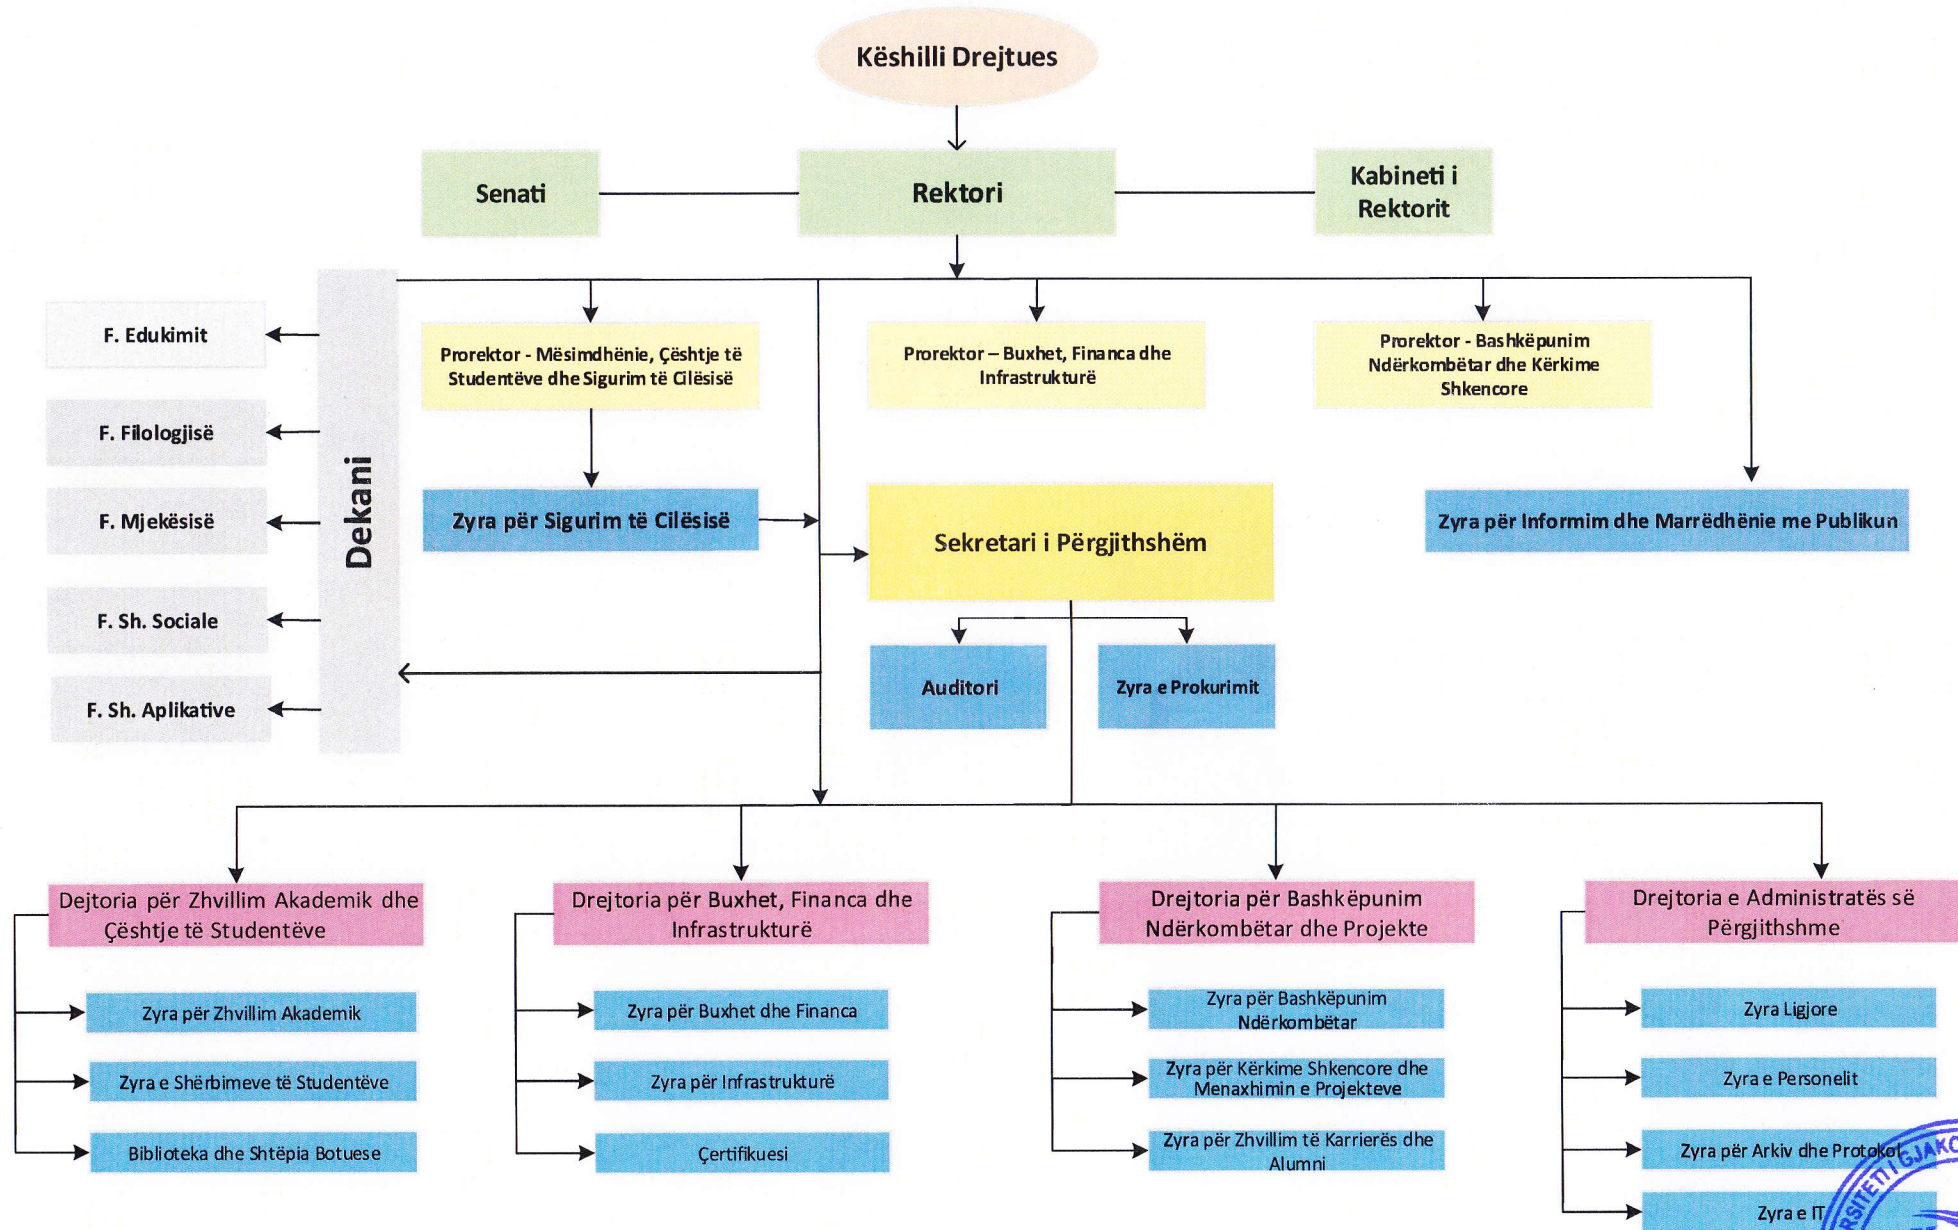 Këshilli Drejtues
Senati
Rektori
Kabineti i
Rektorit
Dekani
F. Edukimit
F. Filologjisë
F. Mjekësisë
F. Sh. Sociale
F. Sh. Aplikative
Prorektor - Mësimdhënie, Çështje të
Studentëve dhe Sigurim të Cilësisë
Prorektor – Buxhet, Financa dhe
Infrastrukturë
Prorektor - Bashkëpunim
Ndërkombëtar dhe Kërkime
Shkencore
Zyra për Sigurim të Cilësisë
Sekretari i Përgjithshëm
Zyra për Informim dhe Marrëdhënie me Publikun
Auditori
Zyra e Prokurimit
Dejtoria për Zhvillim Akademik dhe
Çështje të Studentëve
Zyra për Zhvillim Akademik
Zyra e Shërbimeve të Studentëve
Biblioteka dhe Shtëpia Botuese
Drejtoria për Buxhet, Financa dhe
Infrastrukturë
Zyra për Buxhet dhe Financa
Zyra për Infrastrukturë
Çertifikuesi
Drejtoria për Bashkëpunim
Ndërkombëtar dhe Projekte
Zyra për Bashkëpunim
Ndërkombëtar
Zyra për Kërkime Shkencore dhe
Menaxhimin e Projekteve
Zyra për Zhvillim të Karrierës dhe
Alumni
Drejtoria e Administratës së
Përgjithshme
Zyra Ligjore
Zyra e Personelit
Zyra për Arkiv dhe Protokol
Zyra e IT